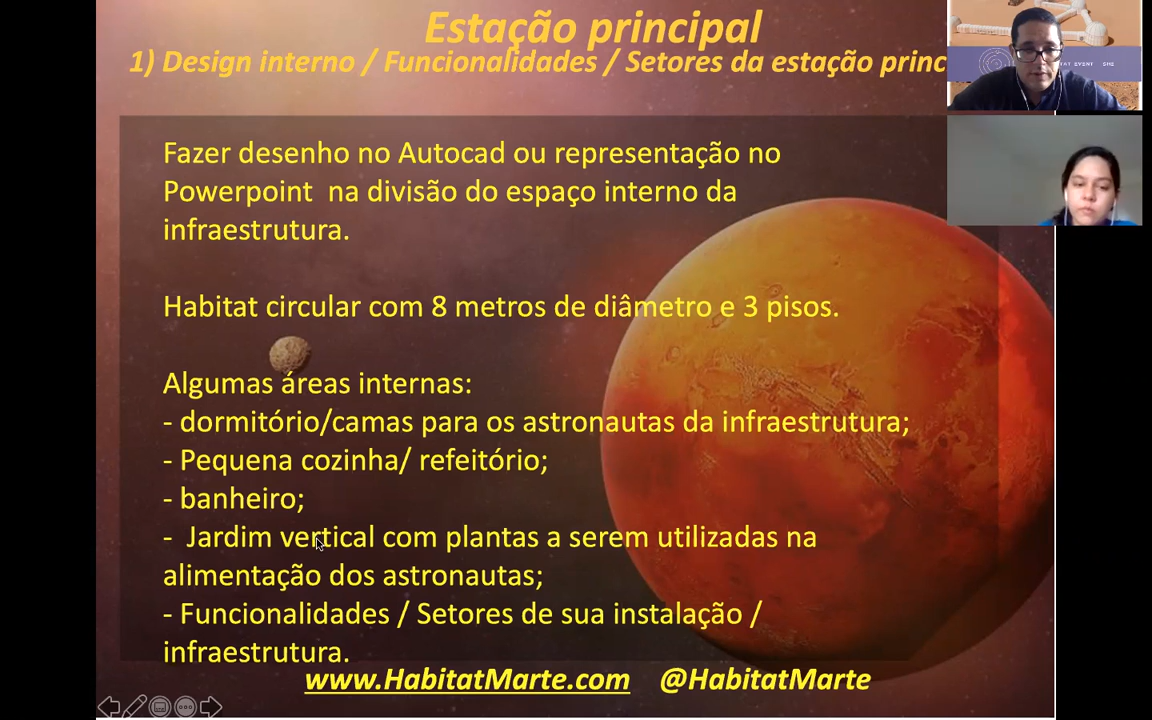 Estação principal
1) Design interno / Funcionalidades / Setores da estação princ
Fazer desenho no Autocad ou representação no
Powerpoint na divisão do espaço interno da
infraestrutura.
Habitat circular com 8 metros de diâmetro e 3 pisos.
Algumas áreas internas:
- dormitório/camas para os astronautas da infraestrutura;
- Pequena cozinha/ refeitório;
- banheiro;
- Jardim vertical com plantas a serem utilizadas na
alimentação dos astronautas;
- Funcionalidades / Setores de sua instalação /
infraestrutura.
www.HabitatMarte.com @HabitatMarte